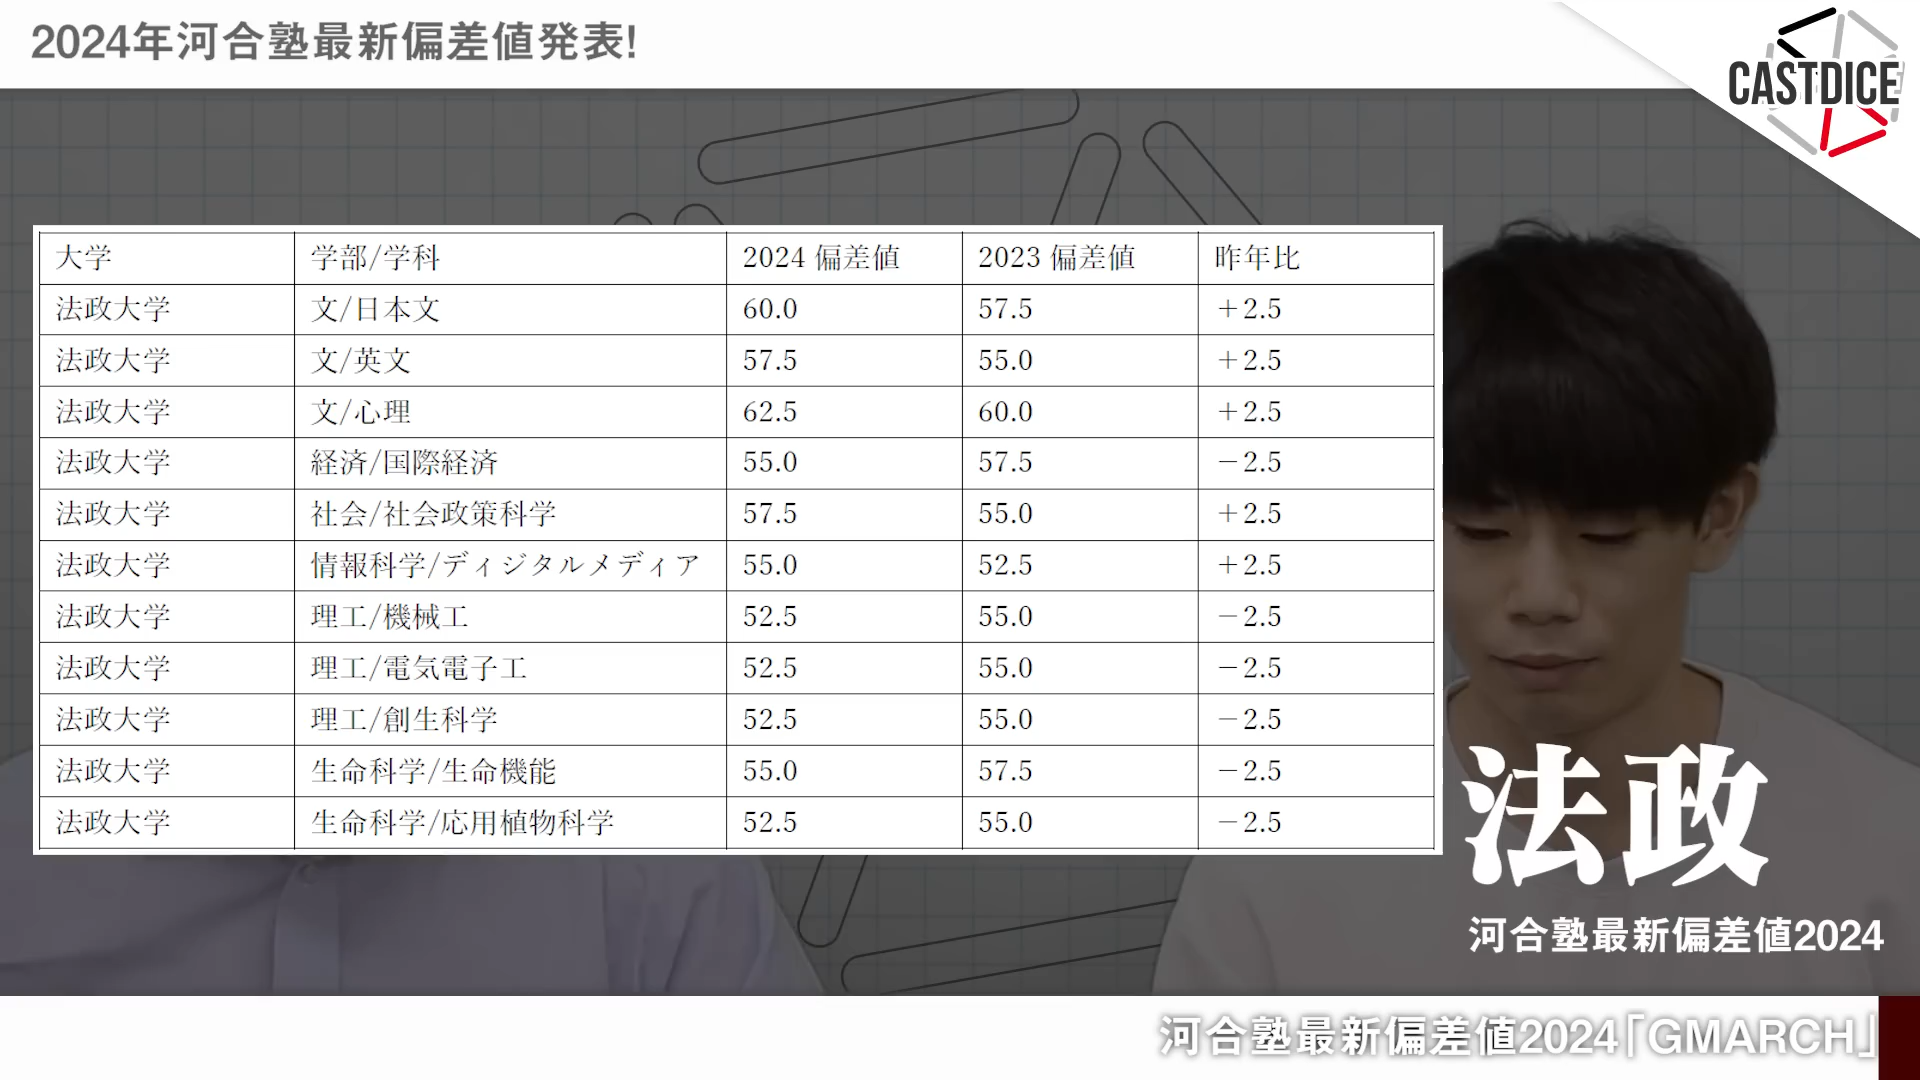 2024年河合塾最新偏差値発表!
CASTDICE
大学 学部/学科 2024 偏差値 2023 偏差値 昨年比
法政大学 文/日本文 60.0 57.5 +2.5
法政大学 文/英文 57.5 55.0 +2.5
法政大学 文/心理 62.5 60.0 +2.5
法政大学 経済/国際経済 55.0 57.5 −2.5
法政大学 社会/社会政策科学 57.5 55.0 +2.5
法政大学 情報科学/ディジタルメディア 55.0 52.5 +2.5
法政大学 理工/機械工 52.5 55.0 −2.5
法政大学 理工/電気電子工 52.5 55.0 −2.5
法政大学 理工/創生科学 52.5 55.0 −2.5
法政大学 生命科学/生命機能 55.0 57.5 −2.5
法政大学 生命科学/応用植物科学 52.5 55.0 −2.5
法政
河合塾最新偏差値2024
河合塾最新偏差値2024「GMARCH」